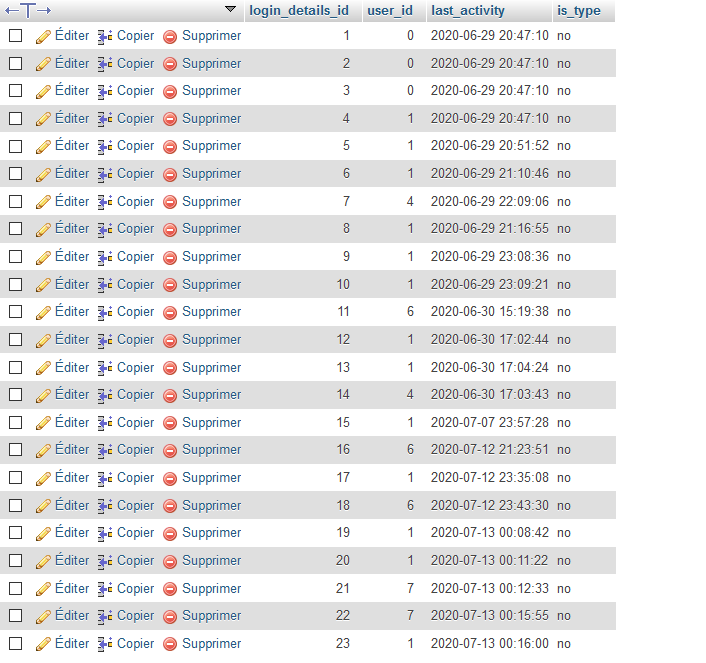 login_details_id user_id last_activity is_type
Éditer Copier Supprimer 1 0 2020-06-29 20:47:10 no
Éditer Copier Supprimer 2 0 2020-06-29 20:47:10 no
Éditer Copier Supprimer 3 0 2020-06-29 20:47:10 no
Éditer Copier Supprimer 4 1 2020-06-29 20:47:10 no
Éditer Copier Supprimer 5 1 2020-06-29 20:51:52 no
Éditer Copier Supprimer 6 1 2020-06-29 21:10:46 no
Éditer Copier Supprimer 7 4 2020-06-29 22:09:06 no
Éditer Copier Supprimer 8 1 2020-06-29 21:16:55 no
Éditer Copier Supprimer 9 1 2020-06-29 23:08:36 no
Éditer Copier Supprimer 10 1 2020-06-29 23:09:21 no
Éditer Copier Supprimer 11 6 2020-06-30 15:19:38 no
Éditer Copier Supprimer 12 1 2020-06-30 17:02:44 no
Éditer Copier Supprimer 13 1 2020-06-30 17:04:24 no
Éditer Copier Supprimer 14 4 2020-06-30 17:03:43 no
Éditer Copier Supprimer 15 1 2020-07-07 23:57:28 no
Éditer Copier Supprimer 16 6 2020-07-12 21:23:51 no
Éditer Copier Supprimer 17 1 2020-07-12 23:35:08 no
Éditer Copier Supprimer 18 6 2020-07-12 23:43:30 no
Éditer Copier Supprimer 19 1 2020-07-13 00:08:42 no
Éditer Copier Supprimer 20 1 2020-07-13 00:11:22 no
Éditer Copier Supprimer 21 7 2020-07-13 00:12:33 no
Éditer Copier Supprimer 22 7 2020-07-13 00:15:55 no
Éditer Copier Supprimer 23 1 2020-07-13 00:16:00 no